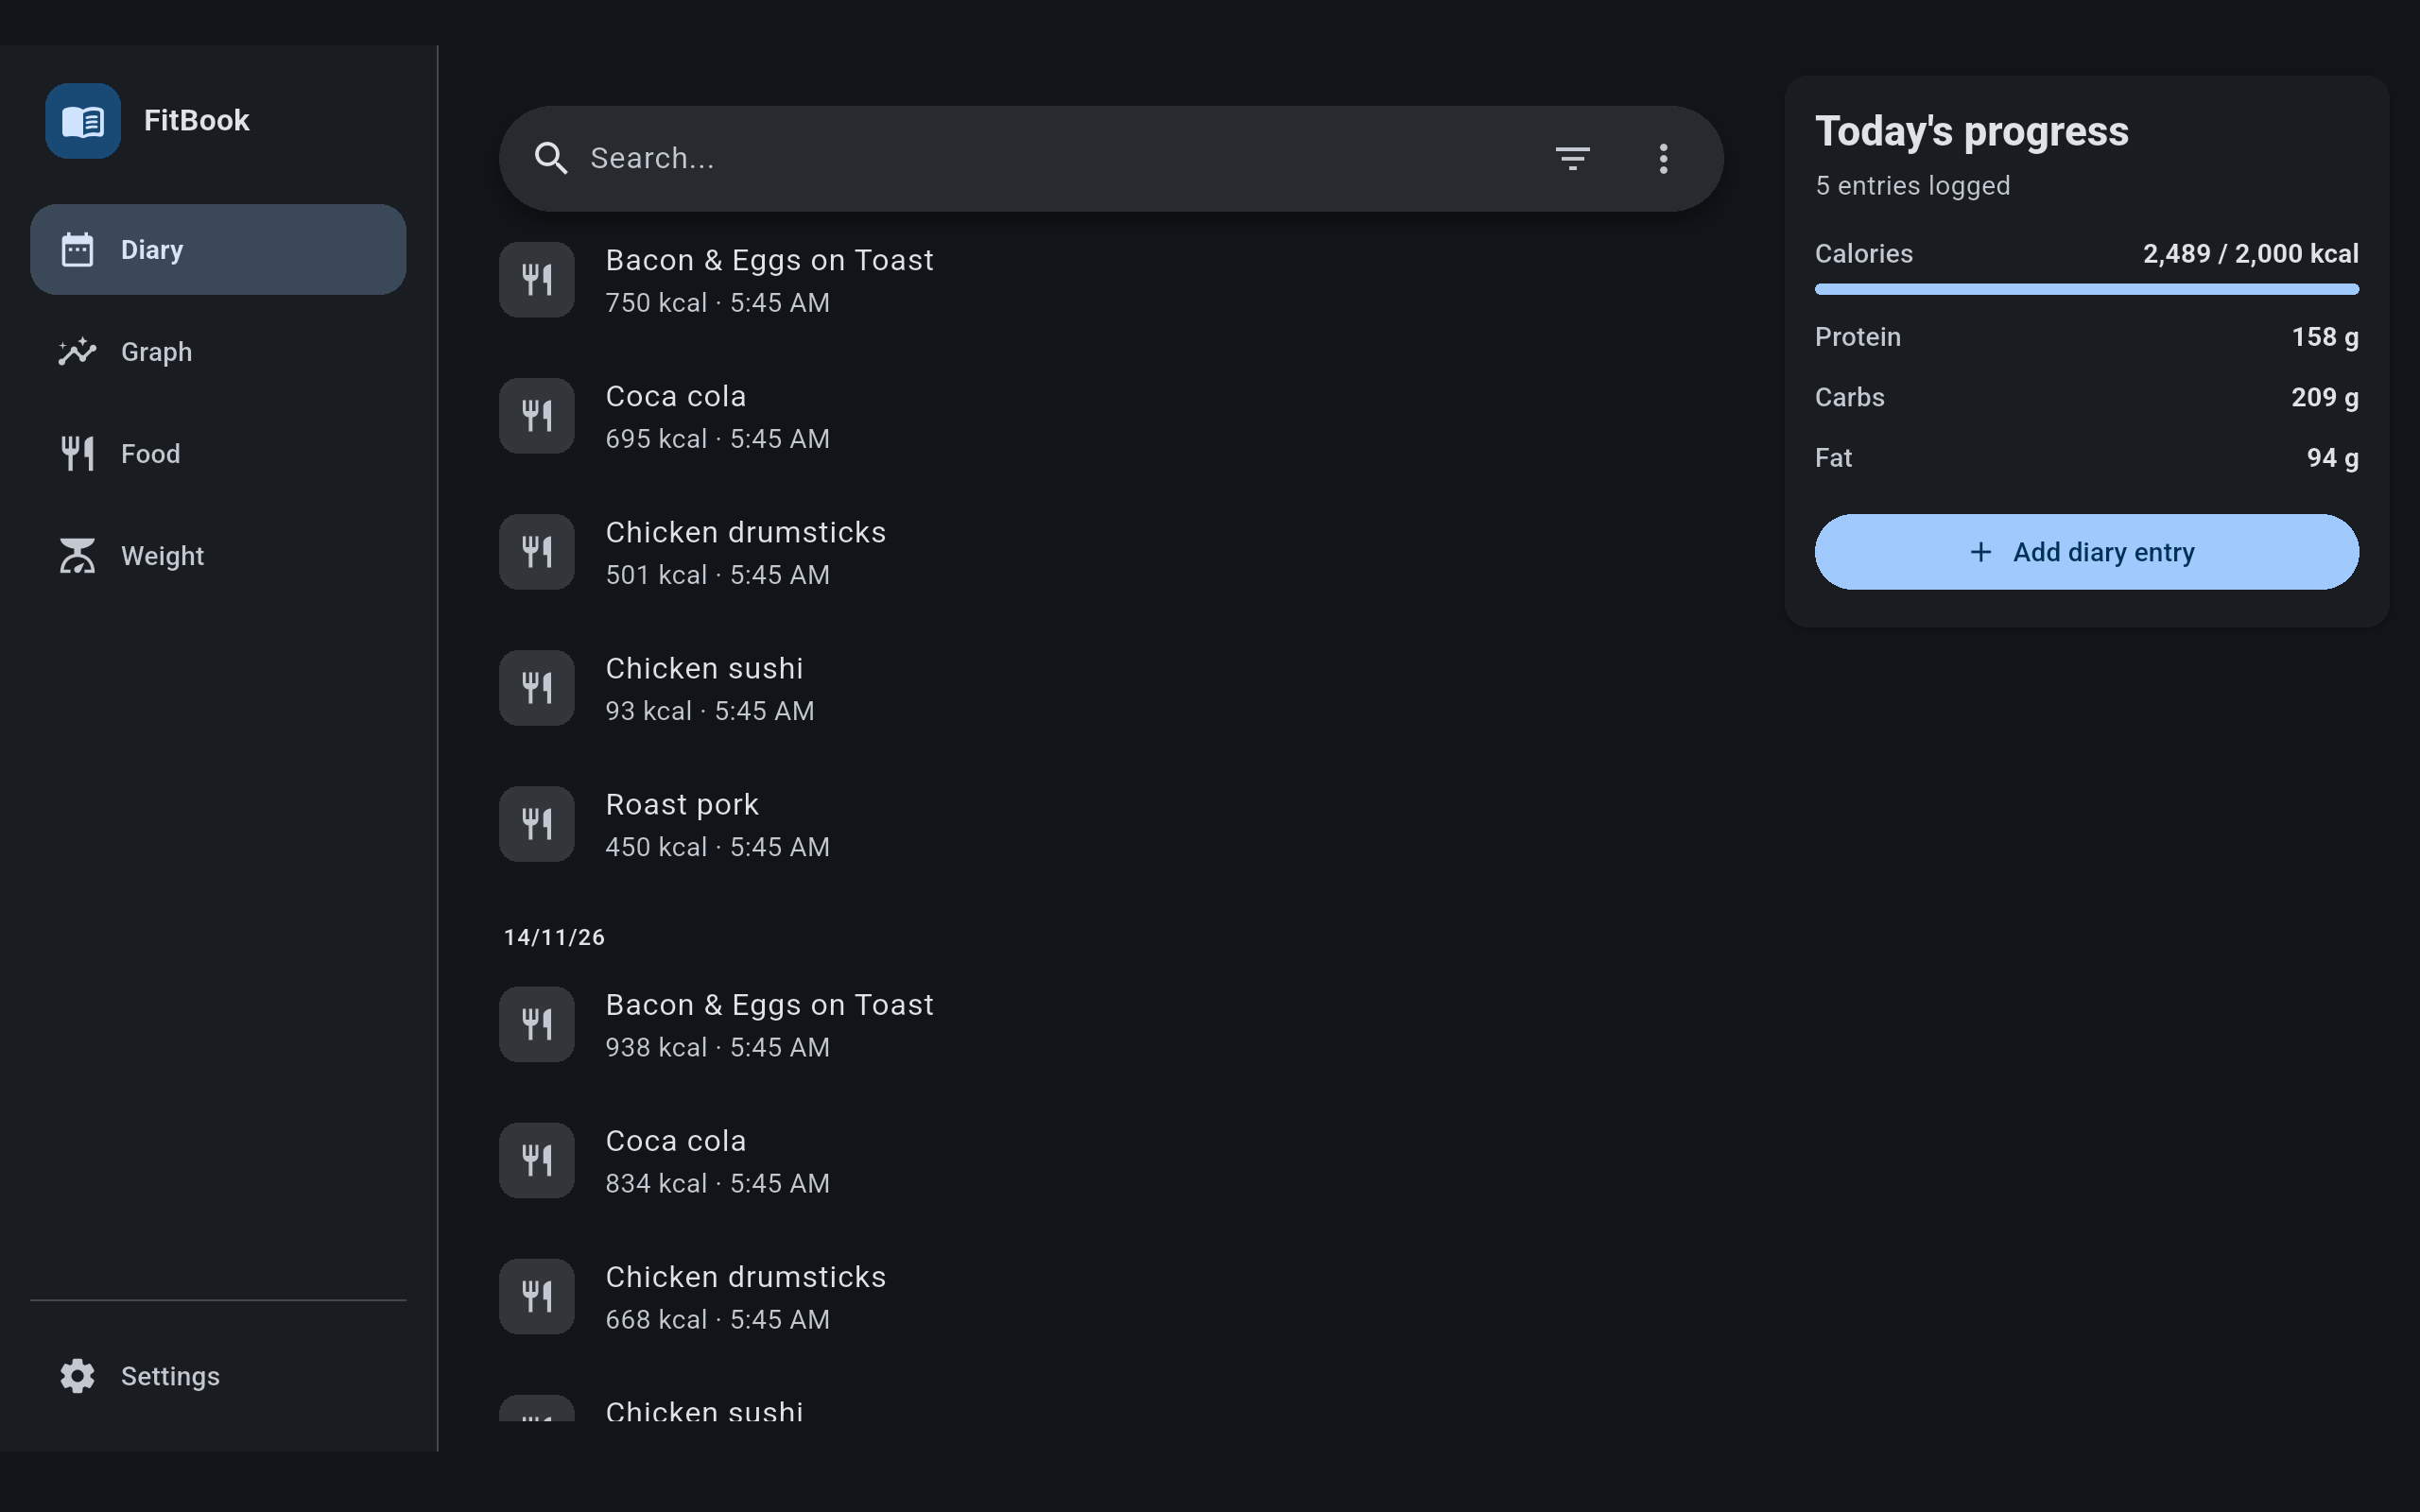 FitBook
Diary
Graph
Food
Weight
Settings
Search...
Bacon & Eggs on Toast
750 kcal · 5:45 AM
Coca cola
695 kcal · 5:45 AM
Chicken drumsticks
501 kcal · 5:45 AM
Chicken sushi
93 kcal · 5:45 AM
Roast pork
450 kcal · 5:45 AM
14/11/26
Bacon & Eggs on Toast
938 kcal · 5:45 AM
Coca cola
834 kcal · 5:45 AM
Chicken drumsticks
668 kcal · 5:45 AM
Chicken sushi
Today's progress
5 entries logged
Calories 2,489 / 2,000 kcal
Protein 158 g
Carbs 209 g
Fat 94 g
Add diary entry